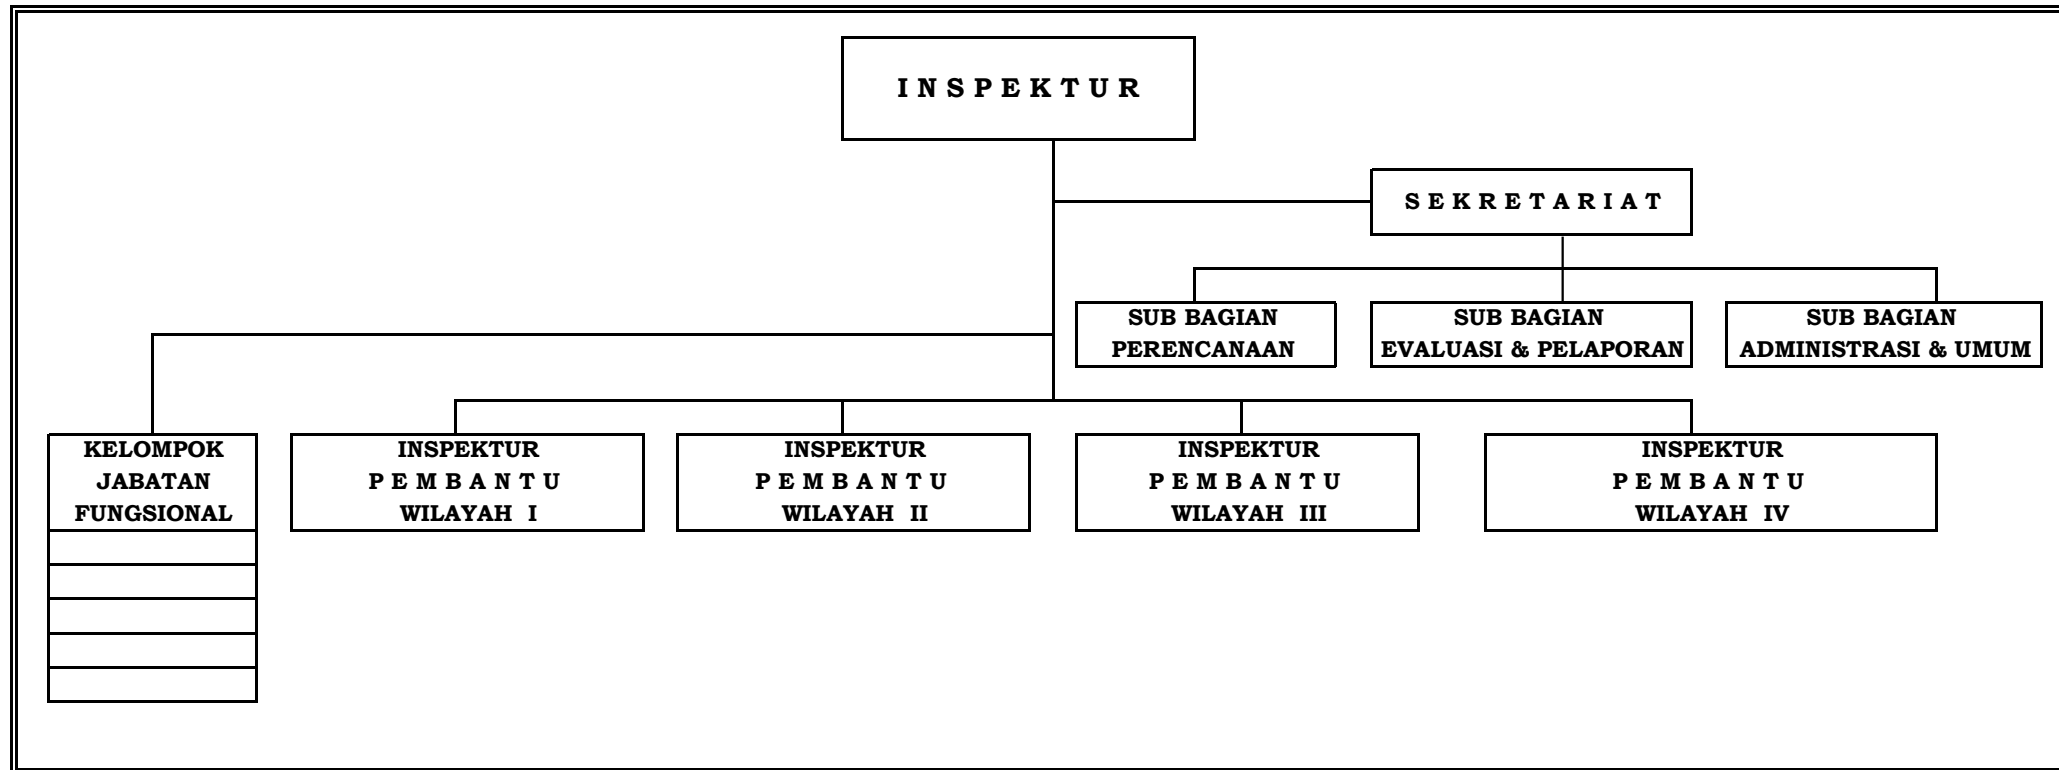 I N S P E K T U R
S E K R E T A R I A T
SUB BAGIAN
PERENCANAAN
SUB BAGIAN
EVALUASI & PELAPORAN
SUB BAGIAN
ADMINISTRASI & UMUM
KELOMPOK
JABATAN
FUNGSIONAL
INSPEKTUR
P E M B A N T U
WILAYAH I
INSPEKTUR
P E M B A N T U
WILAYAH II
INSPEKTUR
P E M B A N T U
WILAYAH III
INSPEKTUR
P E M B A N T U
WILAYAH IV